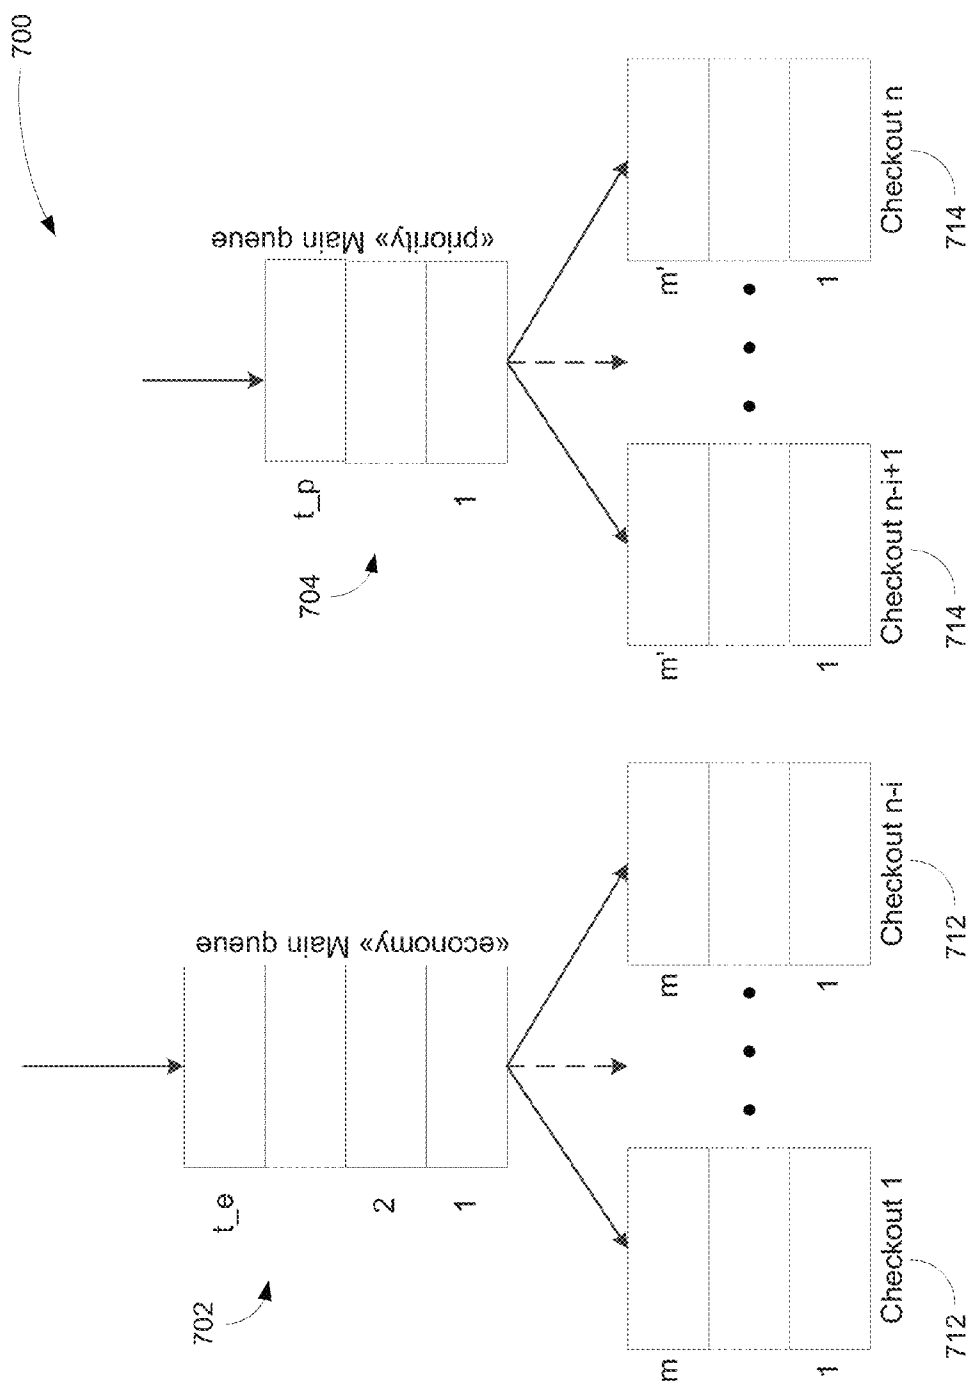 700
702
t_e
2
1
«economy» Main queue
704
t_p
1
«priority» Main queue
m
1
Checkout 1
712
m
1
Checkout n-i
712
m'
1
Checkout n-i+1
714
m'
1
Checkout n
714